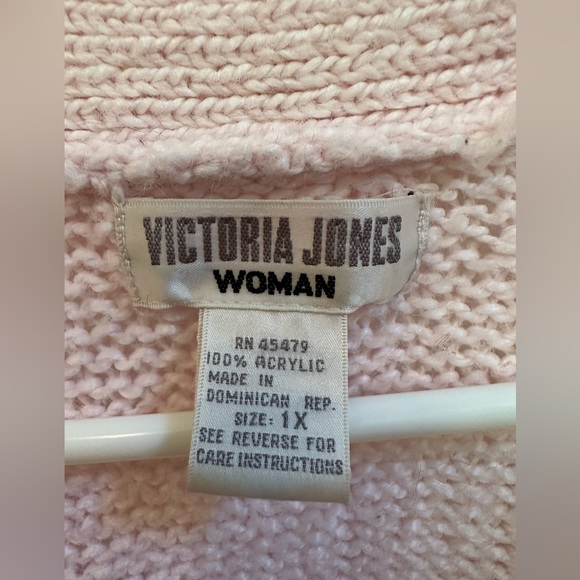 VICTORIA JONES
WOMAN
RN 45479
100% ACRYLIC
MADE IN
DOMINICAN REP.
SIZE: 1X
SEE REVERSE FOR
CARE INSTRUCTIONS